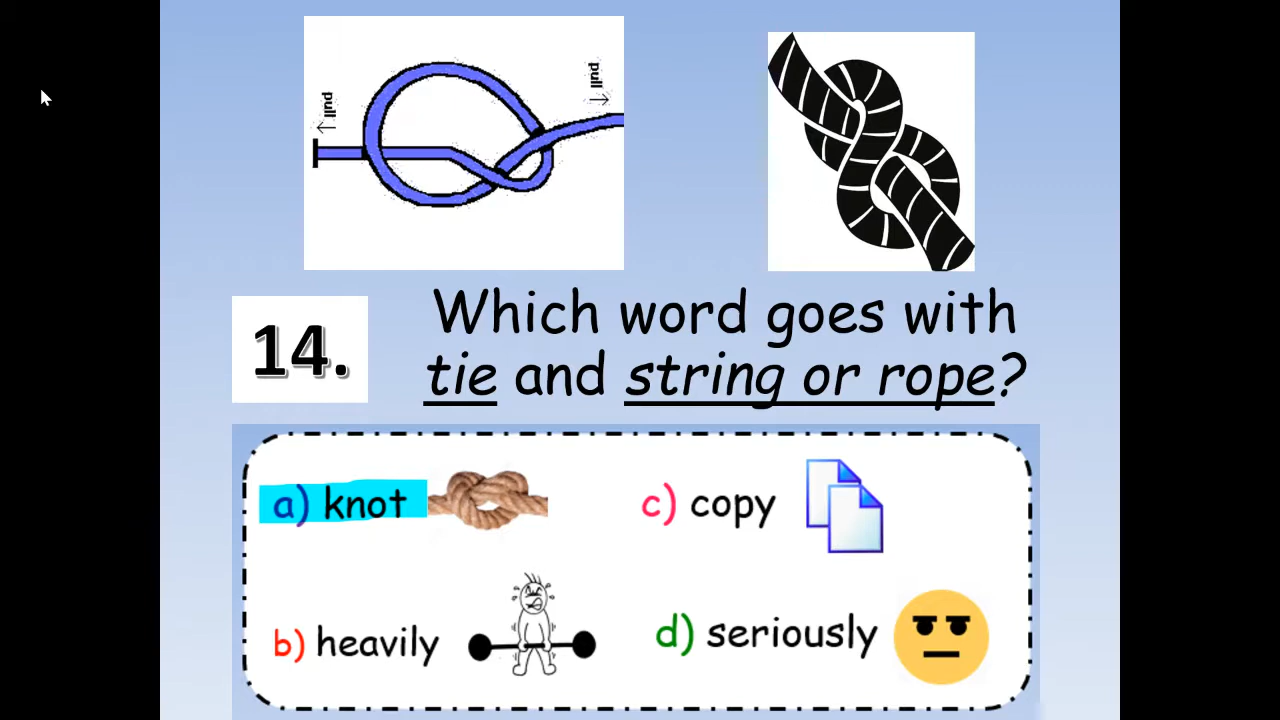 pull
pull
14.
Which word goes with
tie and string or rope?
a) knot
c) copy
b) heavily
d) seriously